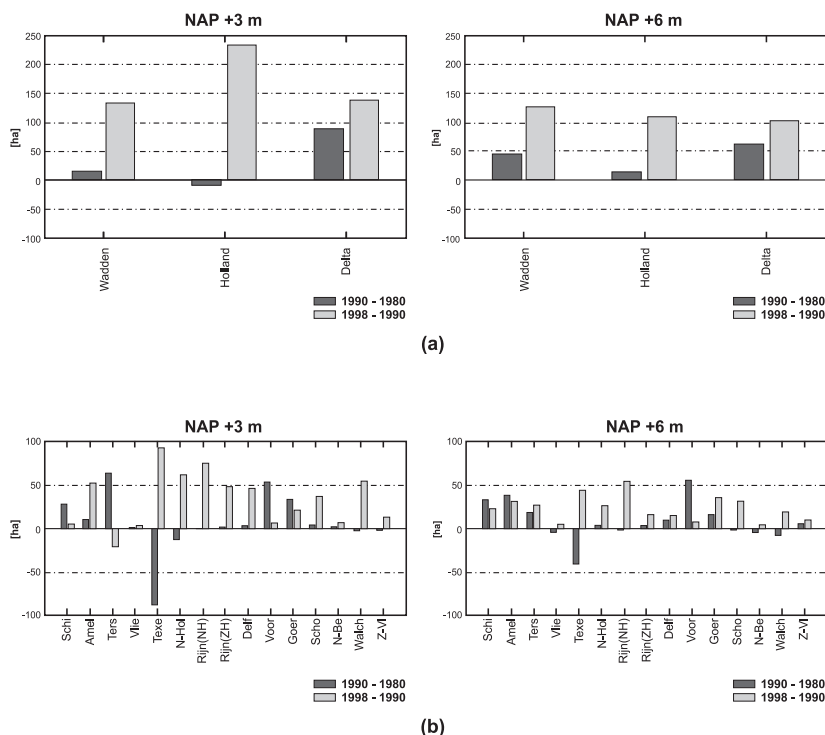 NAP +3 m
250
200
150
100
50
0
-50
-100
[ha]
Wadden
Holland
Delta
1990 - 1980
1998 - 1990
NAP +6 m
250
200
150
100
50
0
-50
-100
[ha]
Wadden
Holland
Delta
1990 - 1980
1998 - 1990
(a)
NAP +3 m
100
50
0
-50
-100
[ha]
Schi
Amel
Ters
Vlie
Texe
N-Hol
Rijn(NH)
Rijn(ZH)
Delf
Voor
Goer
Scho
N-Be
Walch
Z-Vl
1990 - 1980
1998 - 1990
NAP +6 m
100
50
0
-50
-100
[ha]
Schi
Amel
Ters
Vlie
Texe
N-Hol
Rijn(NH)
Rijn(ZH)
Delf
Voor
Goer
Scho
N-Be
Walch
Z-Vl
1990 - 1980
1998 - 1990
(b)